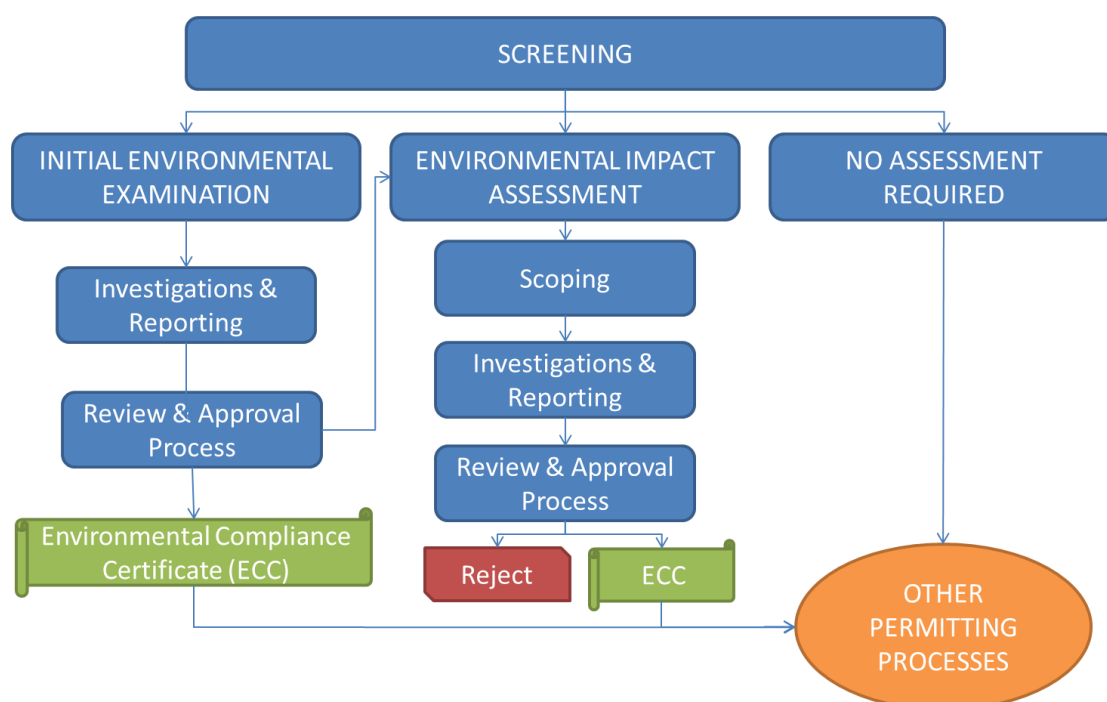 SCREENING
INITIAL ENVIRONMENTAL
EXAMINATION
Investigations &
Reporting
Review & Approval
Process
Environmental Compliance
Certificate (ECC)
ENVIRONMENTAL IMPACT
ASSESSMENT
Scoping
Investigations &
Reporting
Review & Approval
Process
Reject
ECC
NO ASSESSMENT
REQUIRED
OTHER
PERMITTING
PROCESSES